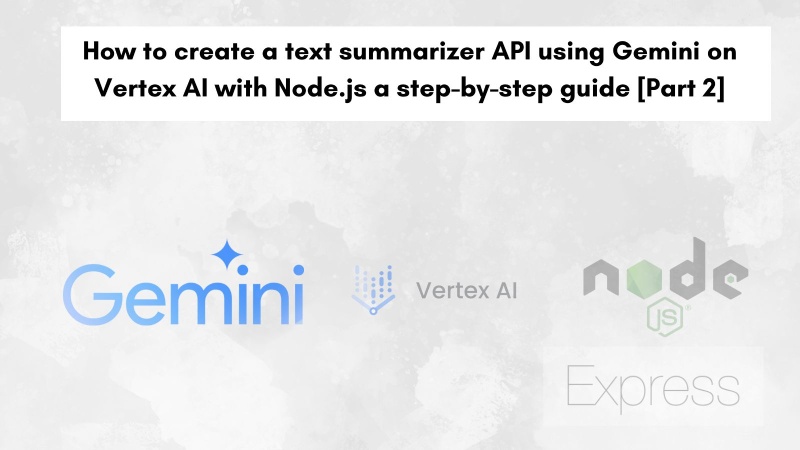 How to create a text summarizer API using Gemini on
Vertex AI with Node.js a step-by-step guide [Part 2]
Gemini
Vertex AI
node
JS
Express